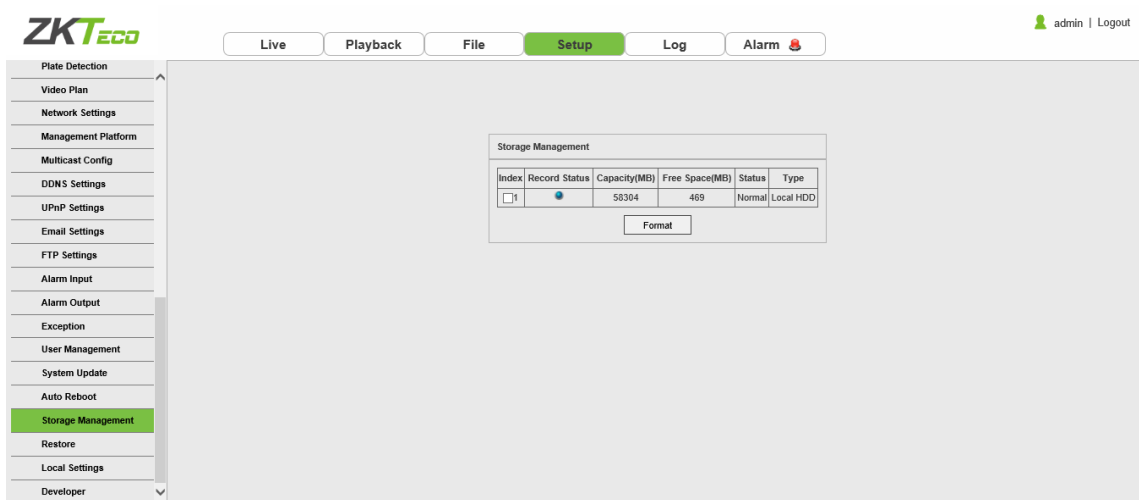 ZKTECO
admin | Logout
Live Playback File Setup Log Alarm
Plate Detection
Video Plan
Network Settings
Management Platform
Multicast Config
DDNS Settings
UPnP Settings
Email Settings
FTP Settings
Alarm Input
Alarm Output
Exception
User Management
System Update
Auto Reboot
Storage Management
Restore
Local Settings
Developer
Storage Management
Index Record Status Capacity(MB) Free Space(MB) Status Type
1 58304 469 Normal Local HDD
Format